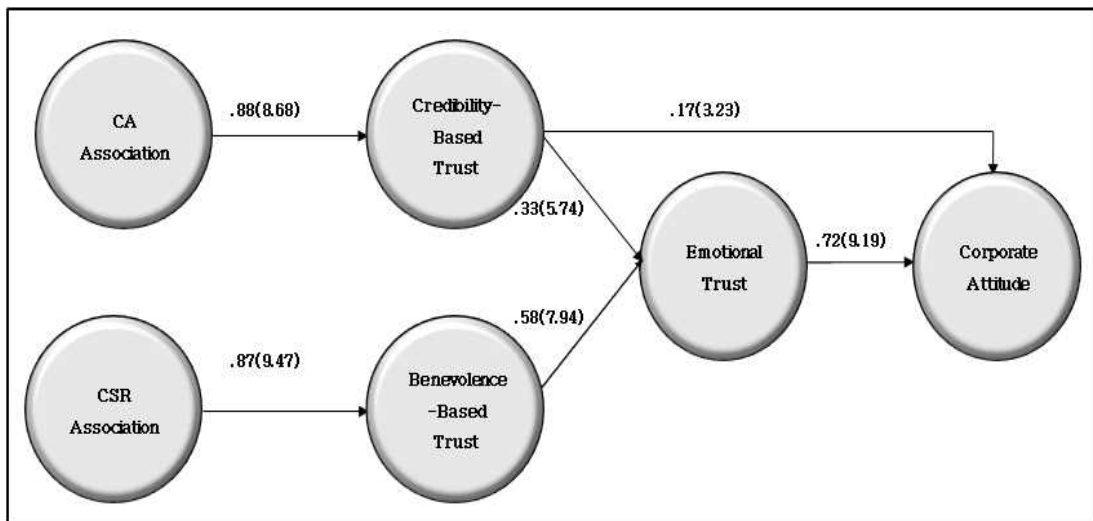 CA
Association
.88(8.68)
Credibility-
Based
Trust
.17(3.23)
.33(5.74)
Emotional
Trust
.72(9.19)
Corporate
Attitude
CSR
Association
.87(9.47)
Benevolence
-Based
Trust
.58(7.94)